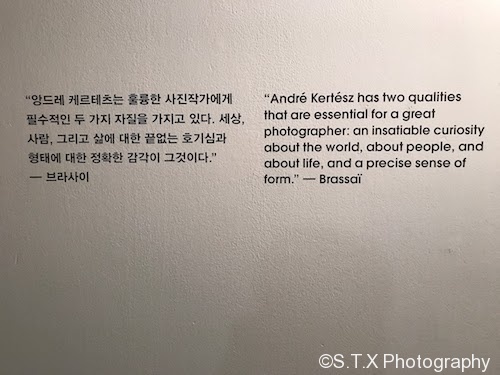 “앙드레 케르테츠는 훌륭한 사진작가에게
필수적인 두 가지 자질을 가지고 있다. 세상,
사람, 그리고 삶에 대한 끝없는 호기심과
형태에 대한 정확한 감각이 그것이다.”
— 브라사이
“André Kertész has two qualities
that are essential for a great
photographer: an insatiable curiosity
about the world, about people, and
about life, and a precise sense of
form.” — Brassaï
©S.T.X Photography